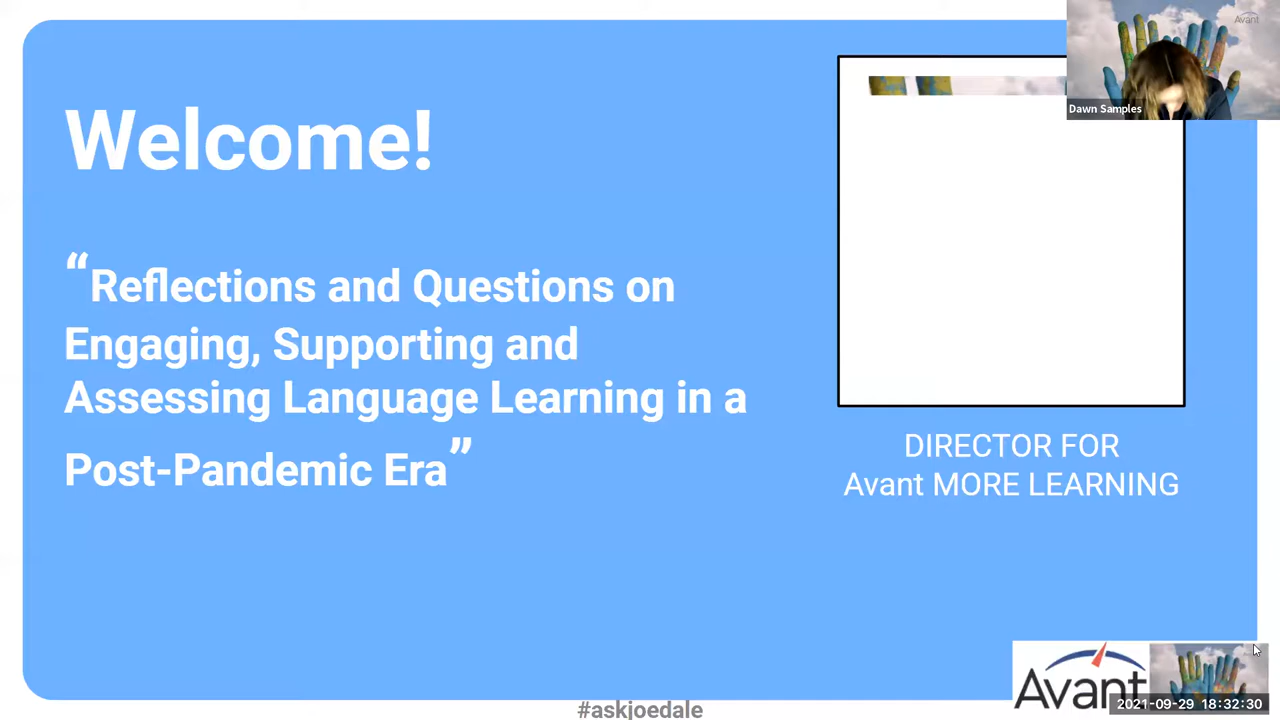 Avant
Dawn Samples
Welcome!
“Reflections and Questions on
Engaging, Supporting and
Assessing Language Learning in a
Post-Pandemic Era”
DIRECTOR FOR
Avant MORE LEARNING
Avant
2021-09-29 18:32:30
#askjoedale